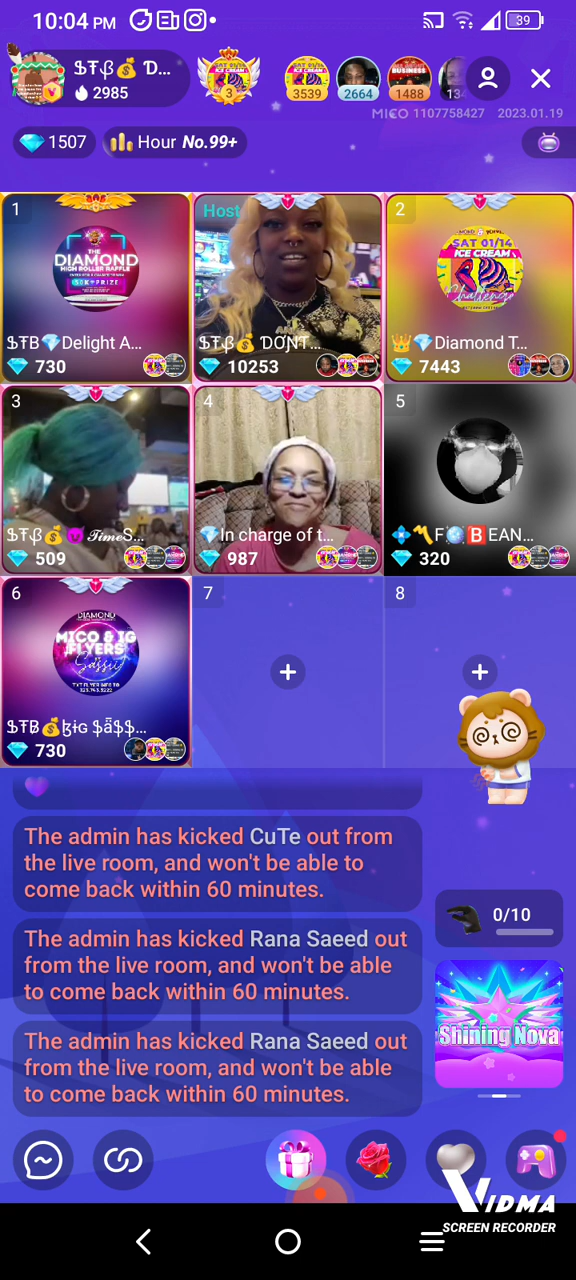 10:04 PM
39
ֆŦ,β💰 Ɗ...
2985
3
3539
2664
1488
MICO 1107758427 2023.01.19
1507
Hour No.99+
1
THE
DIAMOND
HIGH ROLLER RAFFLE
50K PRIZE
ֆŦB💎Delight A...
730
Host
10253
2
SAT 01/14
ICE CREAM
Challenge
👑💎Diamond T...
7443
3
509
4
💎In charge of t...
987
5
320
6
DIAMOND
MICO & IG
FLYERS
Sassii
730
7
8
The admin has kicked CuTe out from
the live room, and won't be able to
come back within 60 minutes.
The admin has kicked Rana Saeed out
from the live room, and won't be able
to come back within 60 minutes.
The admin has kicked Rana Saeed out
from the live room, and won't be able
to come back within 60 minutes.
0/10
Shining Nova
VIDMA
SCREEN RECORDER